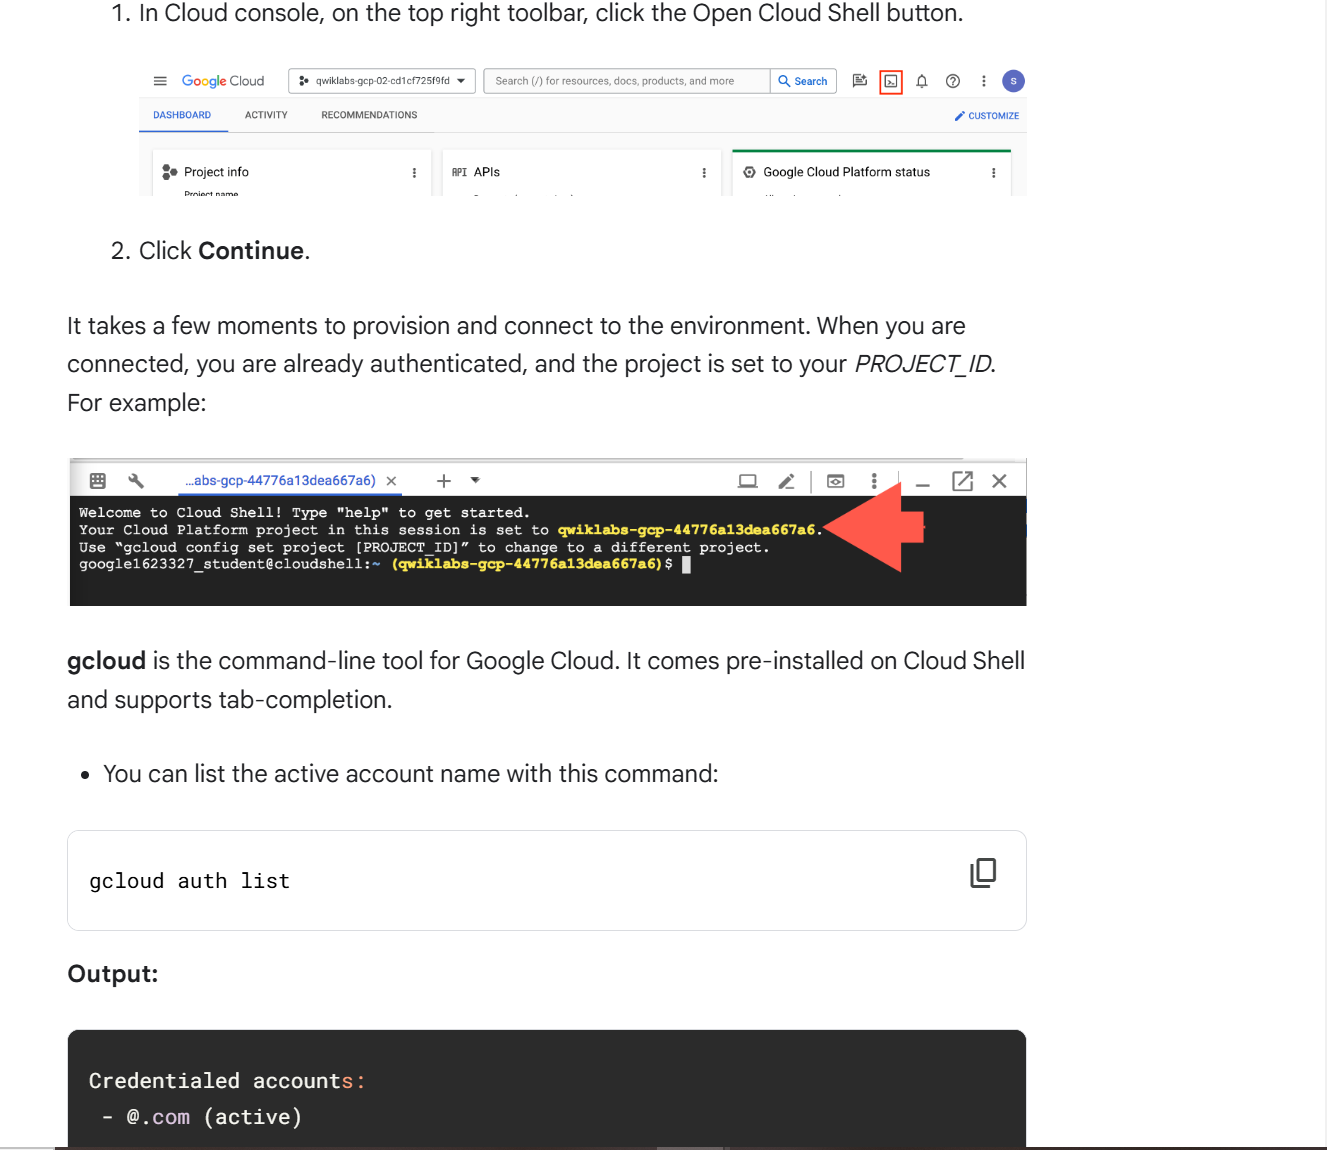 1. In Cloud console, on the top right toolbar, click the Open Cloud Shell button.
Google Cloud qwiklabs-gcp-02-cd1cf725f9fd Search (/) for resources, docs, products, and more Search S
DASHBOARD ACTIVITY RECOMMENDATIONS CUSTOMIZE
Project info API APIs Google Cloud Platform status
Project name
2. Click Continue.
It takes a few moments to provision and connect to the environment. When you are
connected, you are already authenticated, and the project is set to your PROJECT_ID.
For example:
...abs-gcp-44776a13dea667a6) × +
Welcome to Cloud Shell! Type "help" to get started.
Your Cloud Platform project in this session is set to qwiklabs-gcp-44776a13dea667a6.
Use “gcloud config set project [PROJECT_ID]” to change to a different project.
google1623327_student@cloudshell:~ (qwiklabs-gcp-44776a13dea667a6)$
gcloud is the command-line tool for Google Cloud. It comes pre-installed on Cloud Shell
and supports tab-completion.
• You can list the active account name with this command:
gcloud auth list
Output:
Credentialed accounts:
- @.com (active)